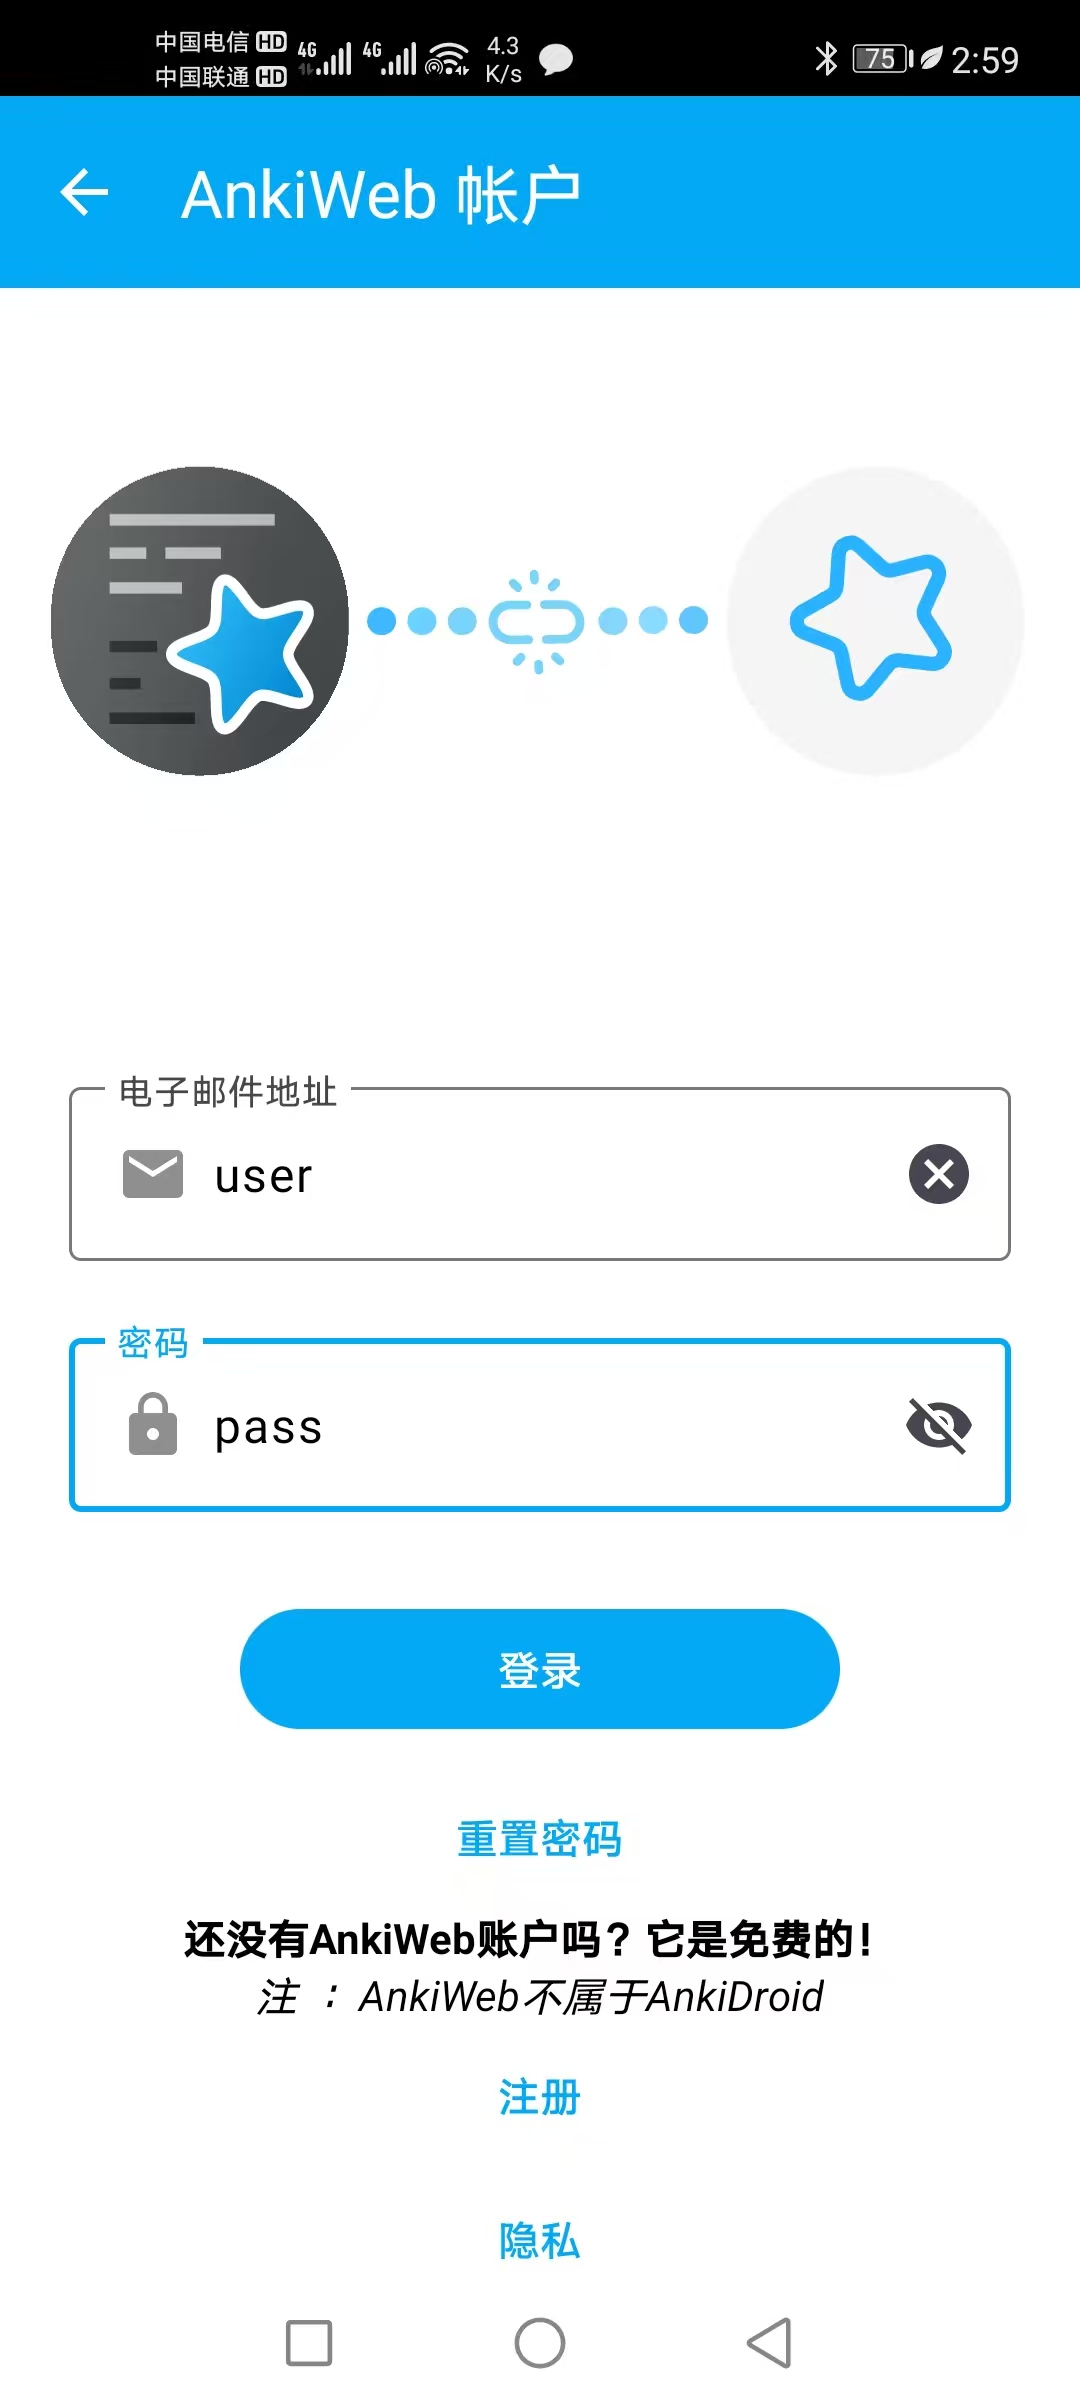 中国电信 HD 4G 4G 4.3 K/s 75 2:59
中国联通 HD
AnkiWeb 帐户
电子邮件地址
user
密码
pass
登录
重置密码
还没有AnkiWeb账户吗？它是免费的！
注 ： AnkiWeb不属于AnkiDroid
注册
隐私